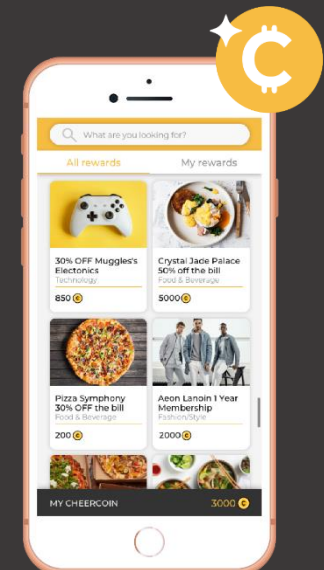 What are you looking for?
All rewards
My rewards
30% OFF Muggles's
Electonics
Technology
850
Crystal Jade Palace
50% off the bill
Food & Beverage
5000
Pizza Symphony
30% OFF the bill
Food & Beverage
200
Aeon Lanoin 1 Year
Membership
Fashion/Style
2000
MY CHEERCOIN
3000